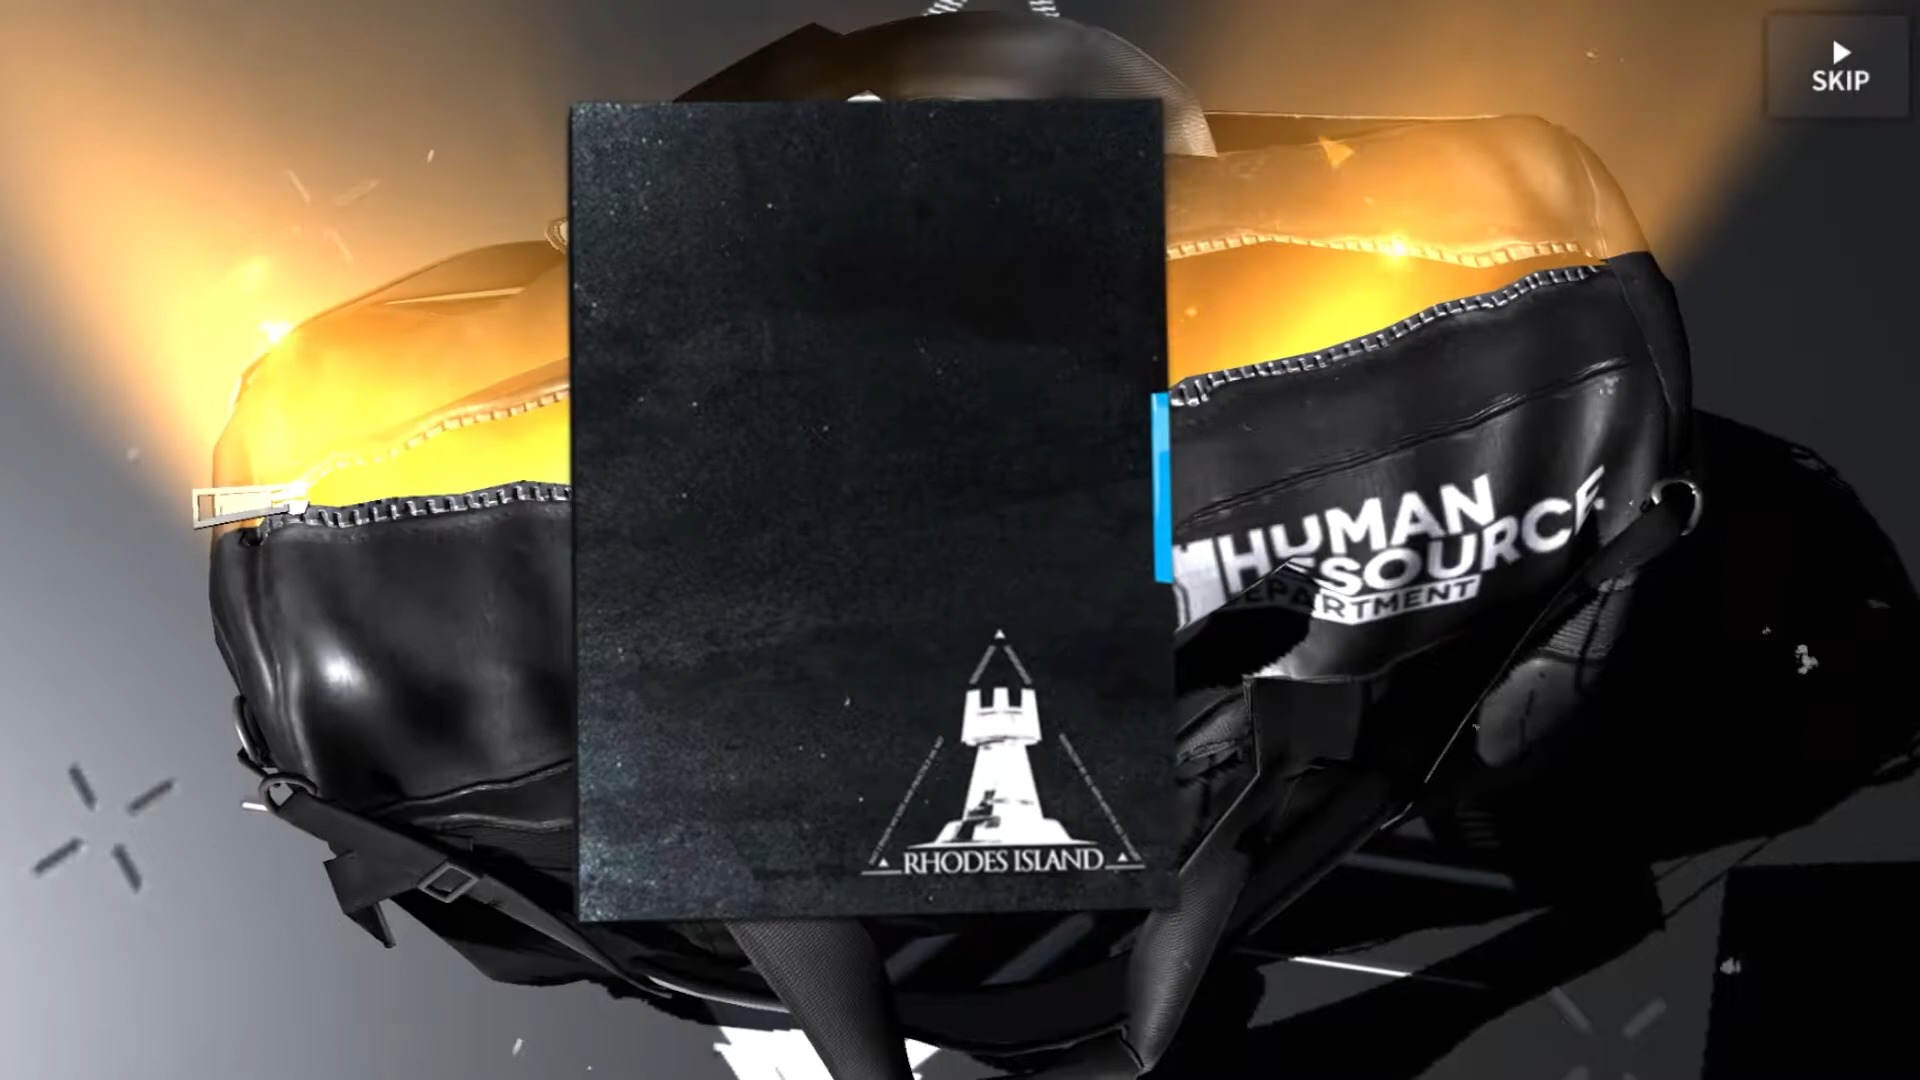 SKIP
HUMAN
RESOURCE
DEPARTMENT
RHODES ISLAND